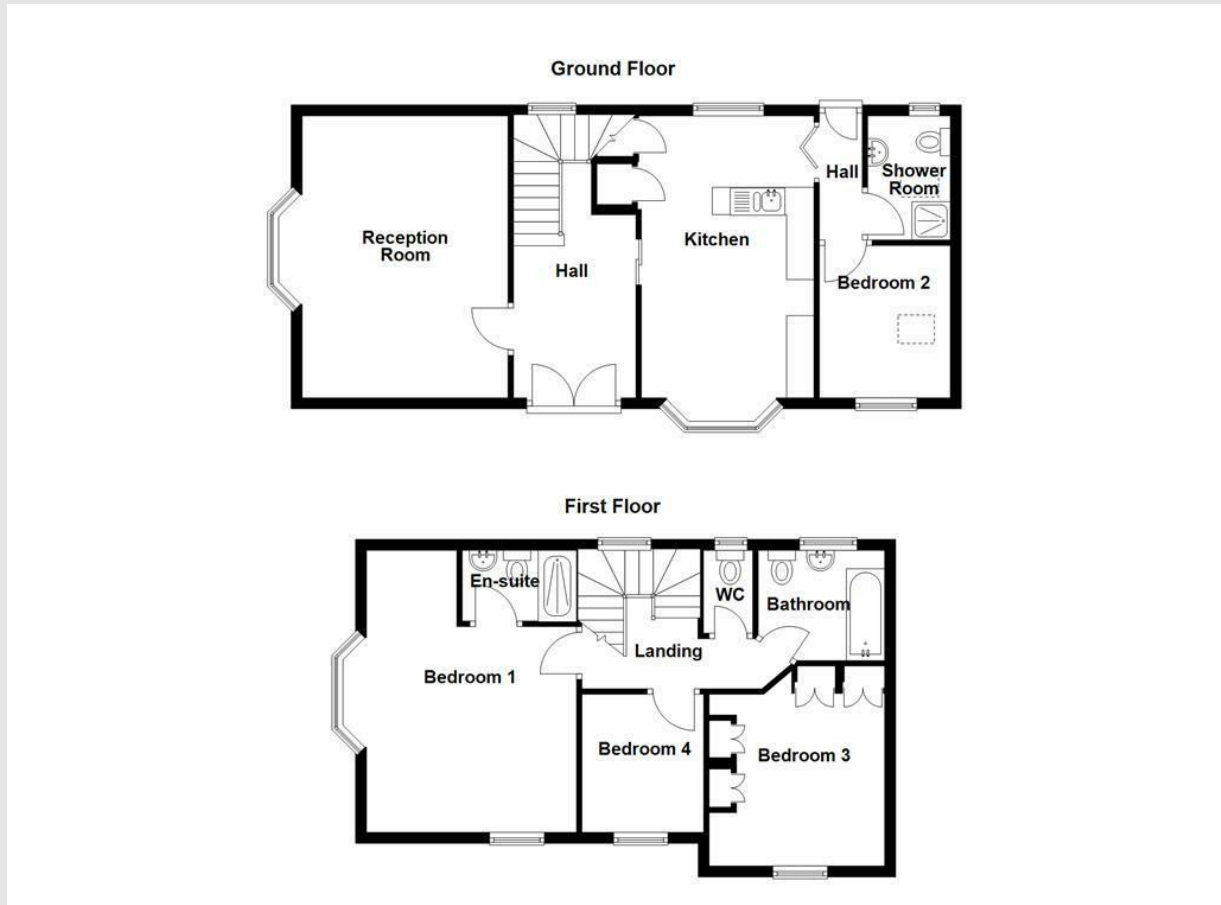 Ground Floor
Reception
Room
Hall
Kitchen
Hall
Shower
Room
Bedroom 2
First Floor
En-suite
WC
Bathroom
Landing
Bedroom 1
Bedroom 4
Bedroom 3